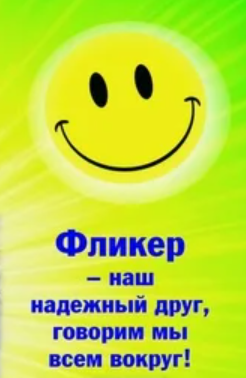 Фликер
– наш
надежный друг,
говорим мы
всем вокруг!